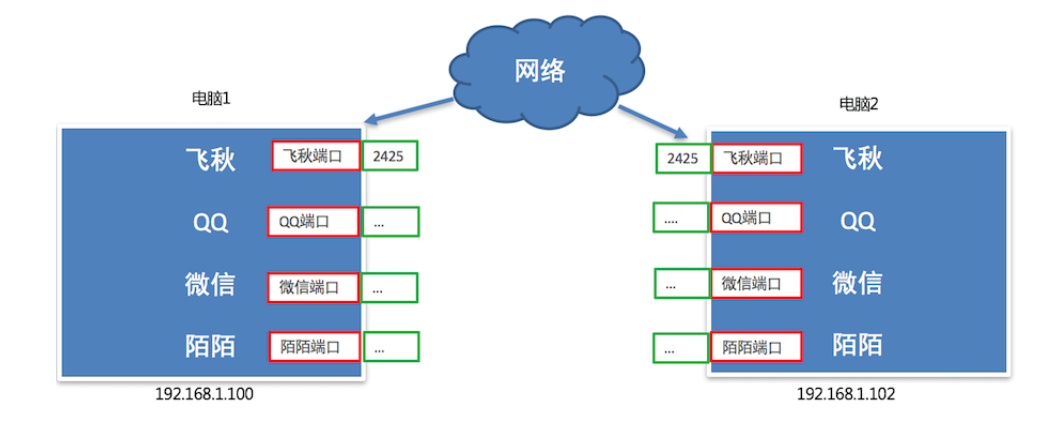 网络
电脑1
飞秋 飞秋端口 2425
QQ QQ端口 ...
微信 微信端口 ...
陌陌 陌陌端口 ...
192.168.1.100
电脑2
2425 飞秋端口 飞秋
.... QQ端口 QQ
... 微信端口 微信
... 陌陌端口 陌陌
192.168.1.102